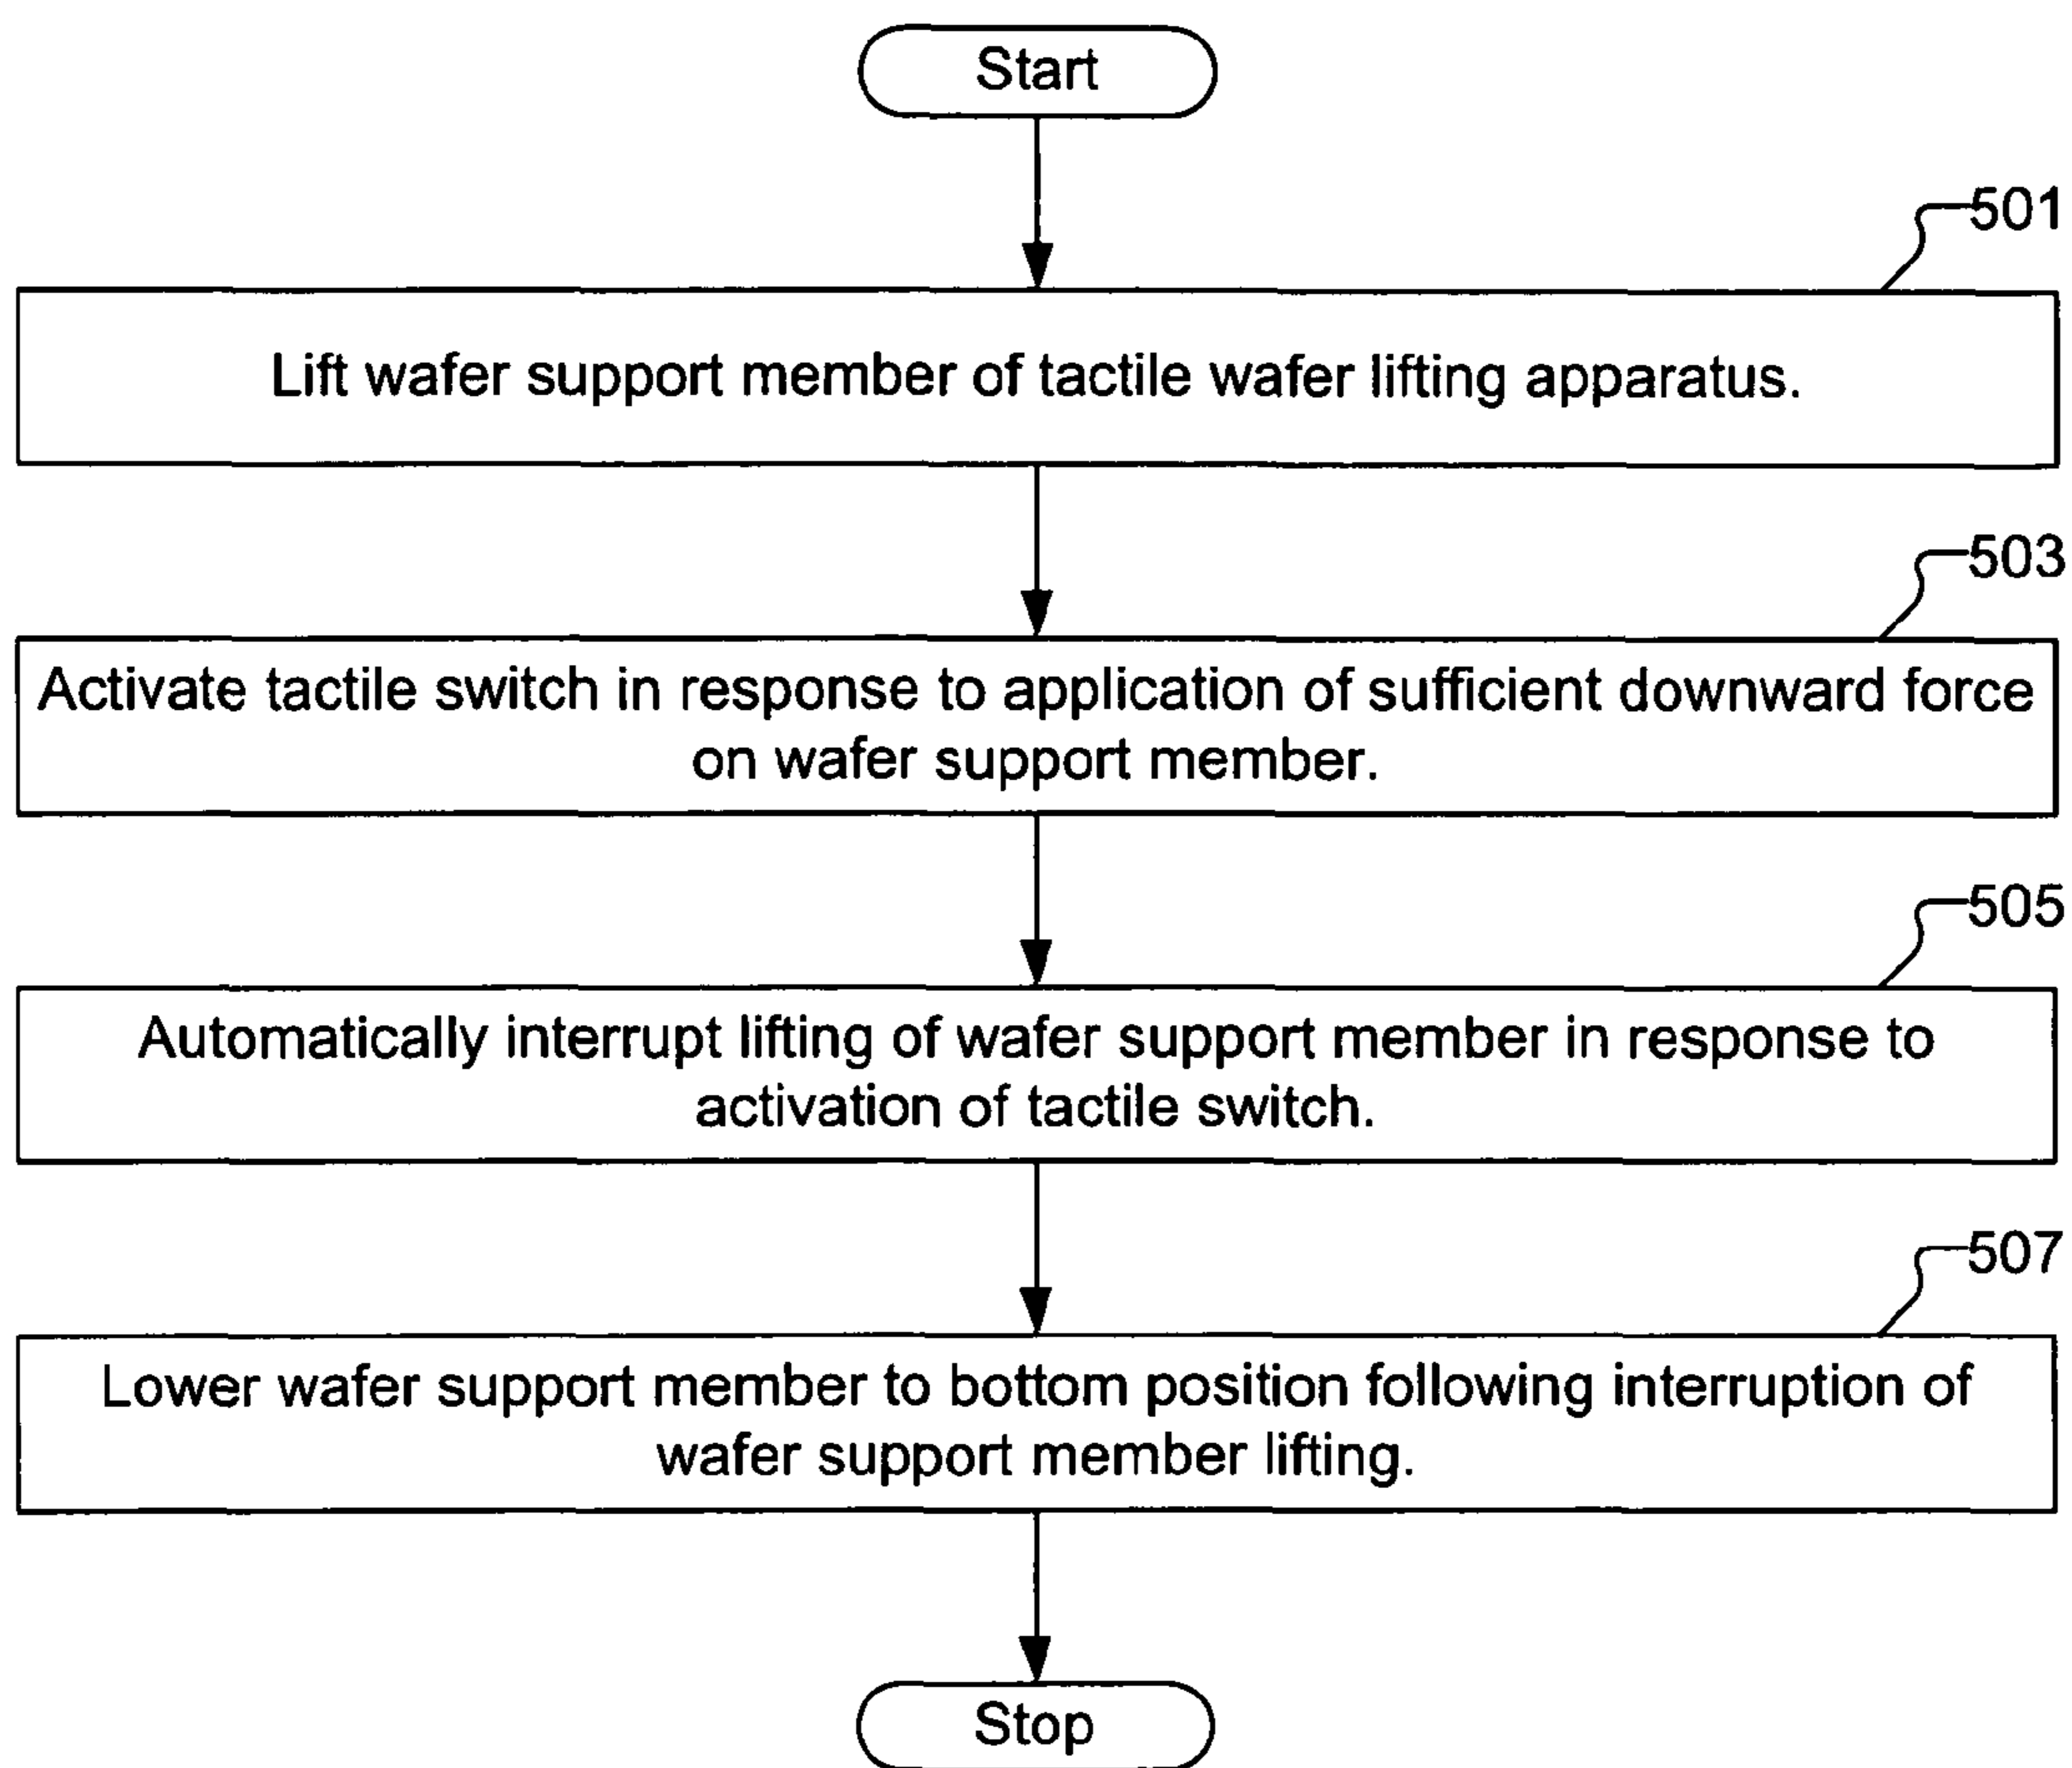 Start
501
Lift wafer support member of tactile wafer lifting apparatus.
503
Activate tactile switch in response to application of sufficient downward force
on wafer support member.
505
Automatically interrupt lifting of wafer support member in response to
activation of tactile switch.
507
Lower wafer support member to bottom position following interruption of
wafer support member lifting.
Stop